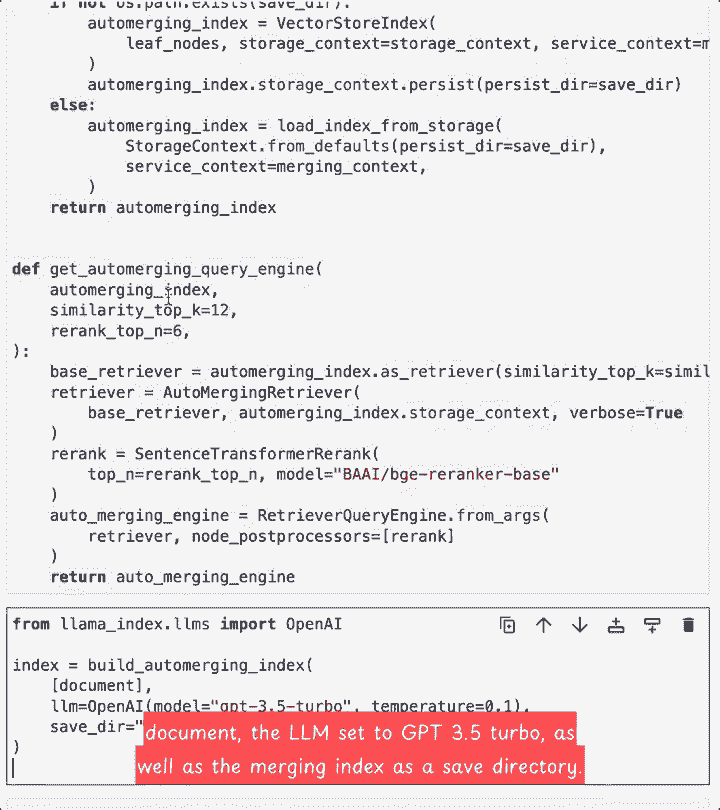 if not os.path.exists(save_dir):
automerging_index = VectorStoreIndex(
leaf_nodes, storage_context=storage_context, service_context=m
)
automerging_index.storage_context.persist(persist_dir=save_dir)
else:
automerging_index = load_index_from_storage(
StorageContext.from_defaults(persist_dir=save_dir),
service_context=merging_context,
)
return automerging_index
def get_automerging_query_engine(
automerging_index,
similarity_top_k=12,
rerank_top_n=6,
):
base_retriever = automerging_index.as_retriever(similarity_top_k=simil
retriever = AutoMergingRetriever(
base_retriever, automerging_index.storage_context, verbose=True
)
rerank = SentenceTransformerRerank(
top_n=rerank_top_n, model="BAAI/bge-reranker-base"
)
auto_merging_engine = RetrieverQueryEngine.from_args(
retriever, node_postprocessors=[rerank]
)
return auto_merging_engine
from llama_index.llms import OpenAI
index = build_automerging_index(
[document],
llm=OpenAI(model="gpt-3.5-turbo", temperature=0.1),
save_dir="
)
document, the LLM set to GPT 3.5 turbo, as
well as the merging index as a save directory.